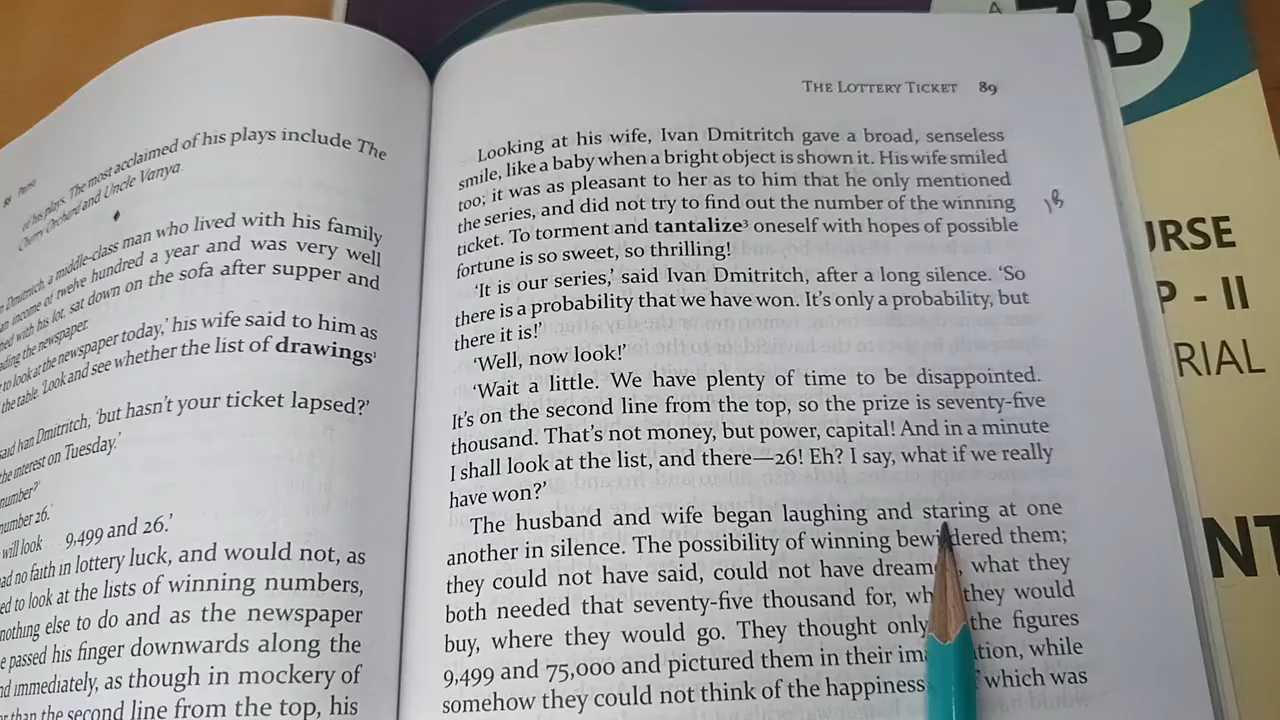 88 Prose
of his plays. The most acclaimed of his plays include The
Cherry Orchard and Uncle Vanya.
Dmitritch, a middle-class man who lived with his family
an income of twelve hundred a year and was very well
with his lot, sat down on the sofa after supper and
reading the newspaper.
to look at the newspaper today,' his wife said to him as
the table. 'Look and see whether the list of drawings¹
said Ivan Dmitritch, 'but hasn't your ticket lapsed?'
the interest on Tuesday.'
number?'
number 26.'
will look 9,499 and 26.'
had no faith in lottery luck, and would not, as
to look at the lists of winning numbers,
nothing else to do and as the newspaper
he passed his finger downwards along the
immediately, as though in mockery of
than the second line from the top, his
THE LOTTERY TICKET 89
Looking at his wife, Ivan Dmitritch gave a broad, senseless
smile, like a baby when a bright object is shown it. His wife smiled
too; it was as pleasant to her as to him that he only mentioned
the series, and did not try to find out the number of the winning
ticket. To torment and tantalize³ oneself with hopes of possible
fortune is so sweet, so thrilling!
'It is our series,' said Ivan Dmitritch, after a long silence. 'So
there is a probability that we have won. It's only a probability, but
there it is!'
'Well, now look!'
'Wait a little. We have plenty of time to be disappointed.
It's on the second line from the top, so the prize is seventy-five
thousand. That's not money, but power, capital! And in a minute
I shall look at the list, and there—26! Eh? I say, what if we really
have won?'
The husband and wife began laughing and staring at one
another in silence. The possibility of winning bewildered them;
they could not have said, could not have dreamed, what they
both needed that seventy-five thousand for, what they would
buy, where they would go. They thought only the figures
9,499 and 75,000 and pictured them in their imagination, while
somehow they could not think of the happiness which was
B
URSE
P - II
RIAL
NT